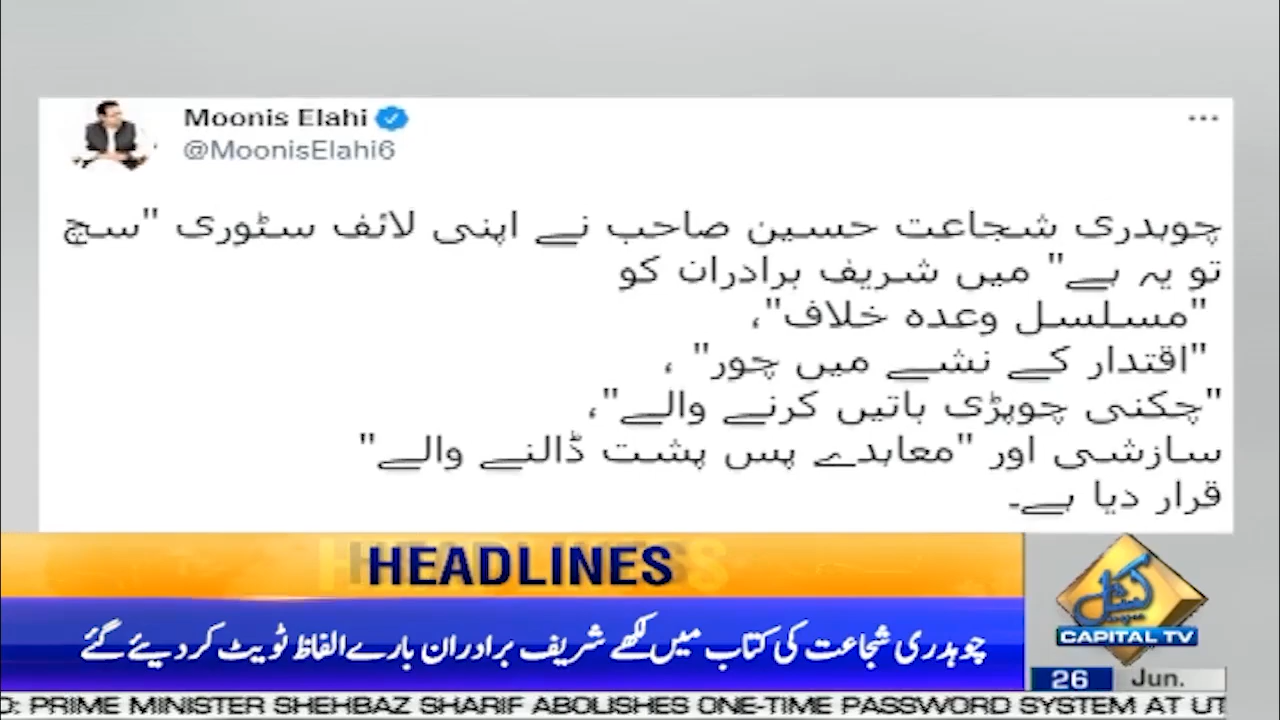 Moonis Elahi
@MoonisElahi6
چوہدری شجاعت حسین صاحب نے اپنی لائف سٹوری "سچ
تو یہ ہے" میں شریف برادران کو
"مسلسل وعدہ خلاف"،
"اقتدار کے نشے میں چور" ،
"چکنی چوپڑی باتیں کرنے والے"،
سازشی اور "معاہدے پس پشت ڈالنے والے"
قرار دیا ہے۔
HEADLINES
چوہدری شجاعت کی کتاب میں لکھے شریف برادران بارے الفاظ ٹویٹ کر دیئے گئے
کیپیٹل
CAPITAL TV
26 Jun.
: PRIME MINISTER SHEHBAZ SHARIF ABOLISHES ONE-TIME PASSWORD SYSTEM AT UT